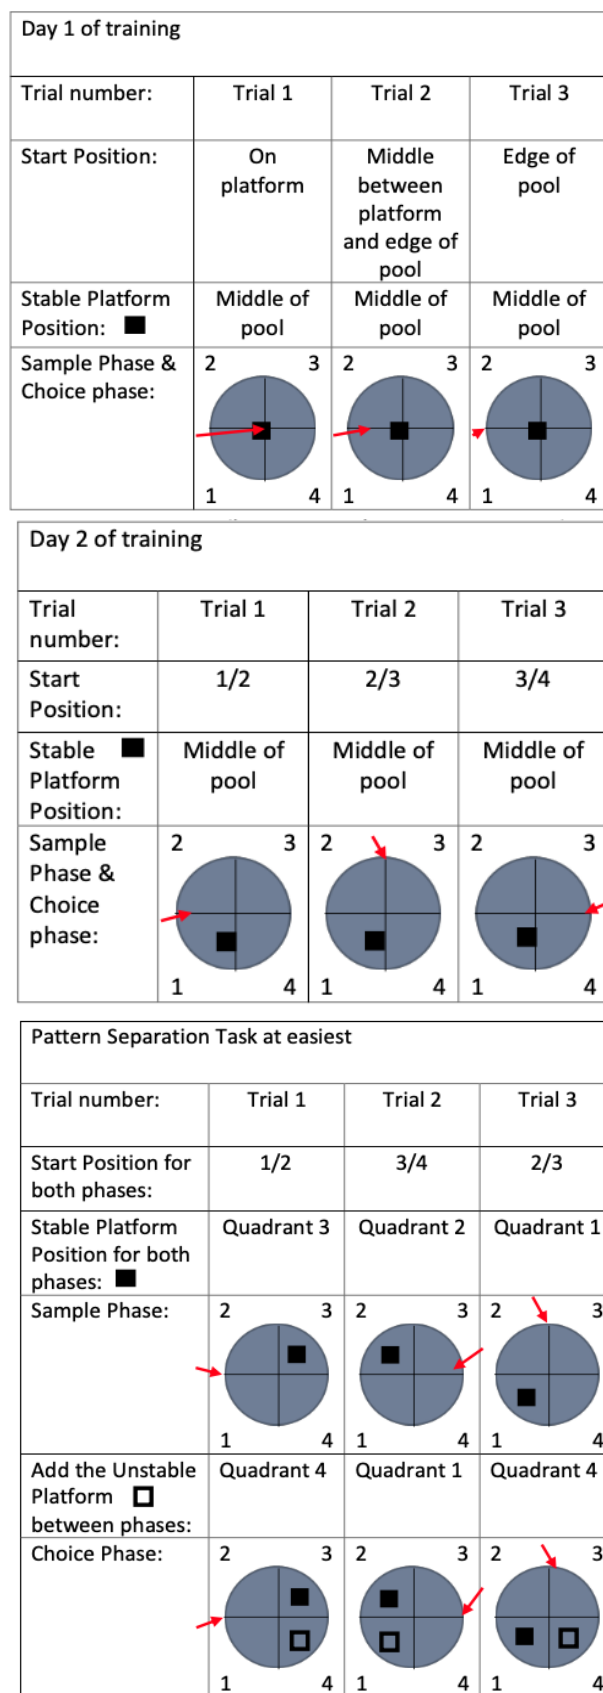 Day 1 of training
Trial number: Trial 1 Trial 2 Trial 3
Start Position: On Middle Edge of
platform between pool
platform
and edge of
pool
Stable Platform Middle of Middle of Middle of
Position: pool pool pool
Sample Phase & 2 3 2 3 2 3
Choice phase:
1 4 1 4 1 4
Day 2 of training
Trial Trial 1 Trial 2 Trial 3
number:
Start 1/2 2/3 3/4
Position:
Stable Middle of Middle of Middle of
Platform pool pool pool
Position:
Sample 2 3 2 3 2 3
Phase &
Choice
phase:
1 4 1 4 1 4
Pattern Separation Task at easiest
Trial number: Trial 1 Trial 2 Trial 3
Start Position for 1/2 3/4 2/3
both phases:
Stable Platform Quadrant 3 Quadrant 2 Quadrant 1
Position for both
phases:
Sample Phase: 2 3 2 3 2 3
1 4 1 4 1 4
Add the Unstable Quadrant 4 Quadrant 1 Quadrant 4
Platform
between phases:
Choice Phase: 2 3 2 3 2 3
1 4 1 4 1 4